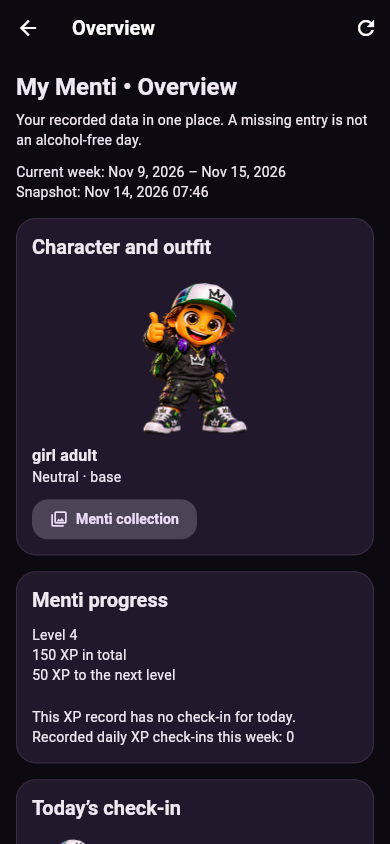 Overview
My Menti • Overview
Your recorded data in one place. A missing entry is not
an alcohol-free day.
Current week: Nov 9, 2026 – Nov 15, 2026
Snapshot: Nov 14, 2026 07:46
Character and outfit
girl adult
Neutral · base
Menti collection
Menti progress
Level 4
150 XP in total
50 XP to the next level
This XP record has no check-in for today.
Recorded daily XP check-ins this week: 0
Today’s check-in